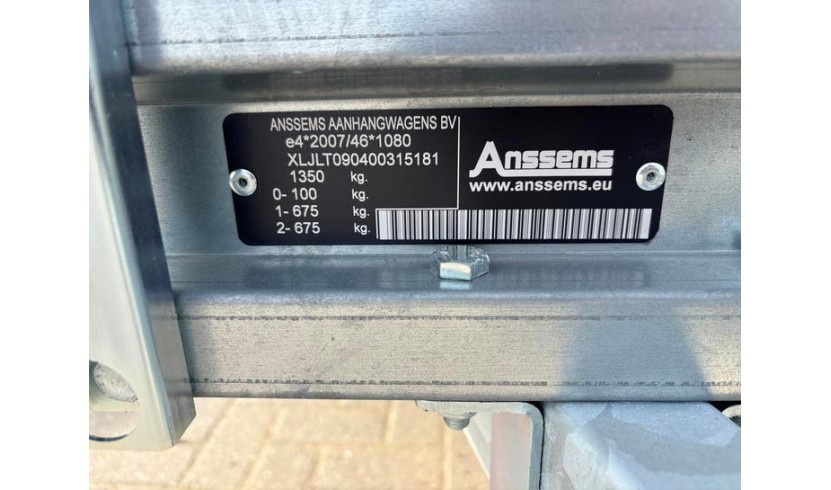 ANSSEMS AANHANGWAGENS BV
e4*2007/46*1080
XLJLT090400315181
1350 kg.
0- 100 kg.
1- 675 kg.
2- 675 kg.
Anssems
www.anssems.eu